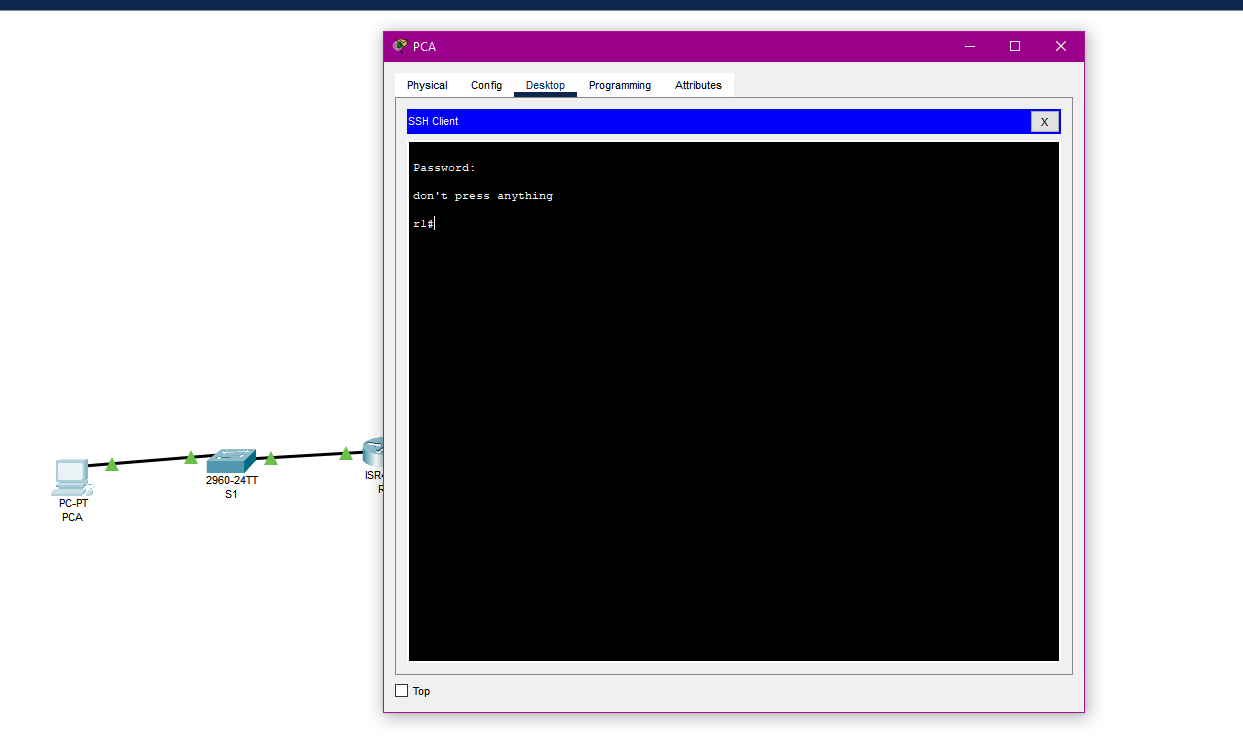 PCA
Physical Config Desktop Programming Attributes
SSH Client X
Password:
don't press anything
r1#
2960-24TT
S1
PC-PT
PCA
Top